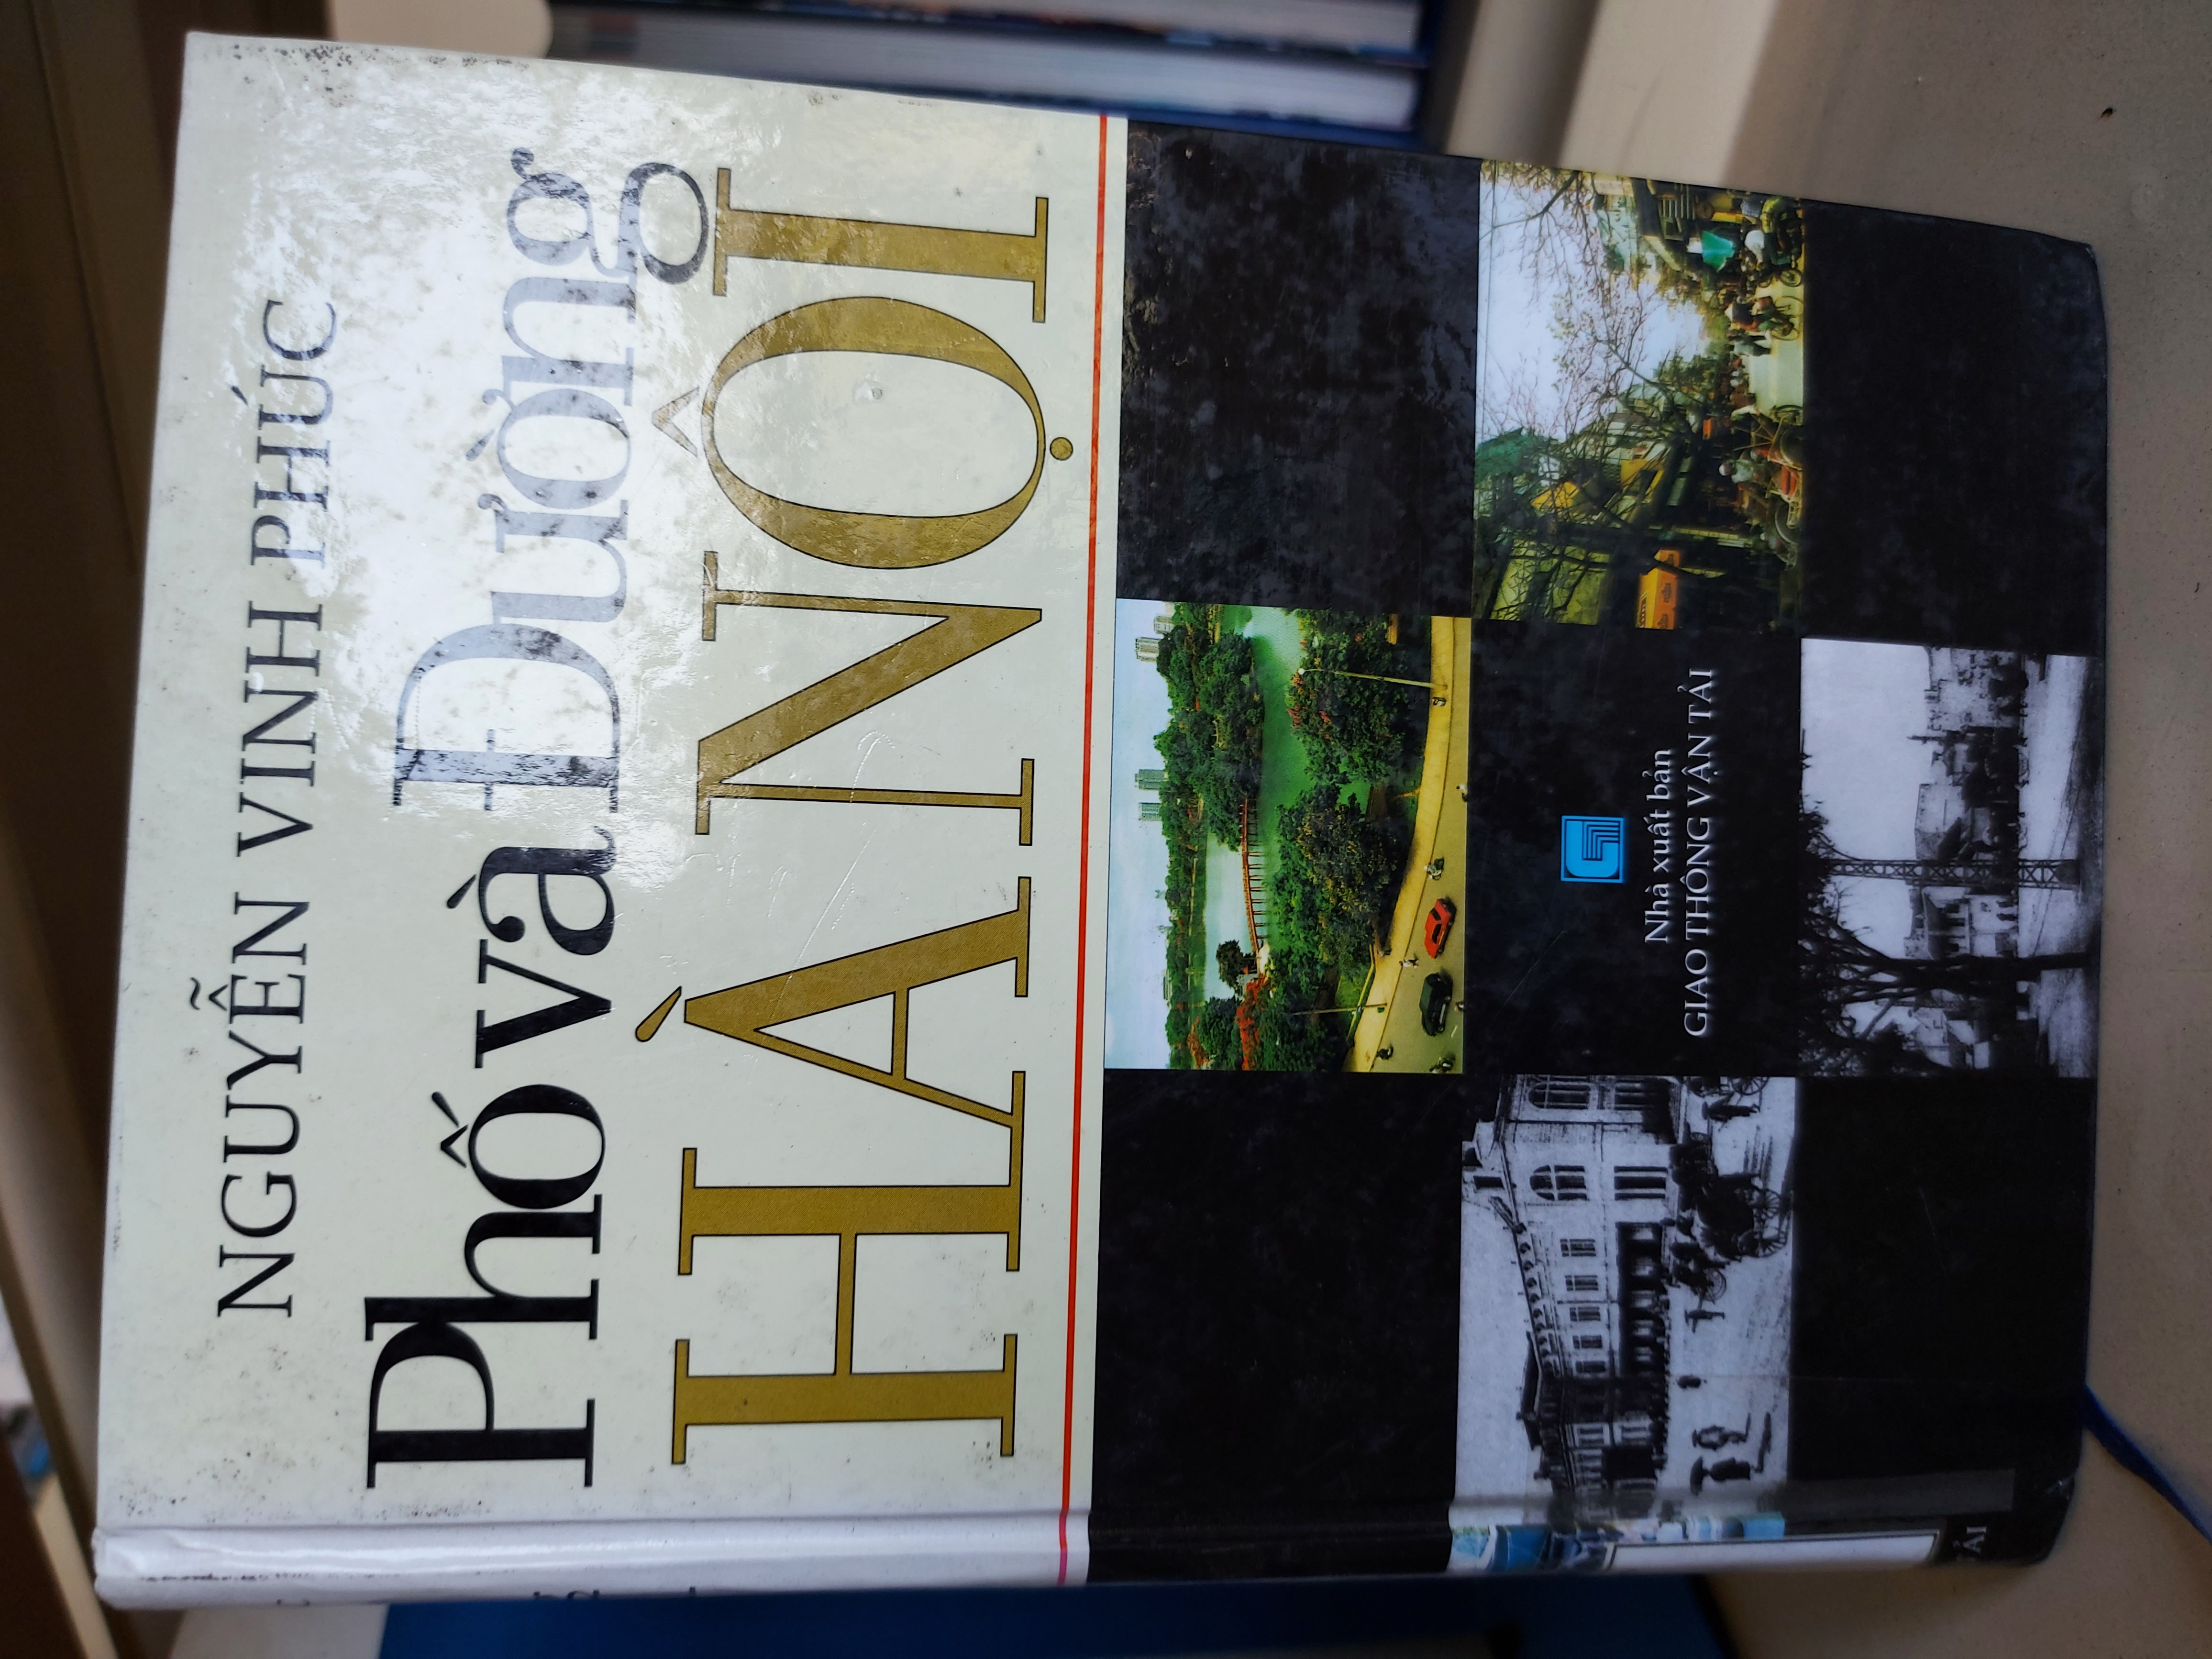 NGUYỄN VINH PHÚC
Phố và Đường
HÀ NỘI
Nhà xuất bản
GIAO THÔNG VẬN TẢI